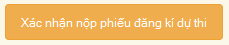 Xác nhận nộp phiếu đăng kí dự thi